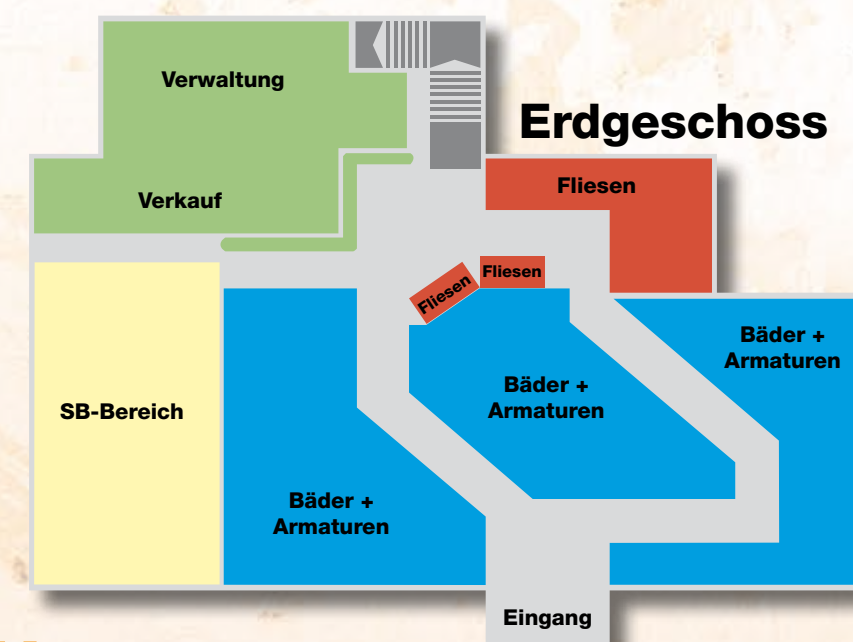 Verwaltung
Erdgeschoss
Verkauf
Fliesen
Fliesen
Fliesen
Bäder +
Armaturen
Bäder +
Armaturen
SB-Bereich
Bäder +
Armaturen
Eingang